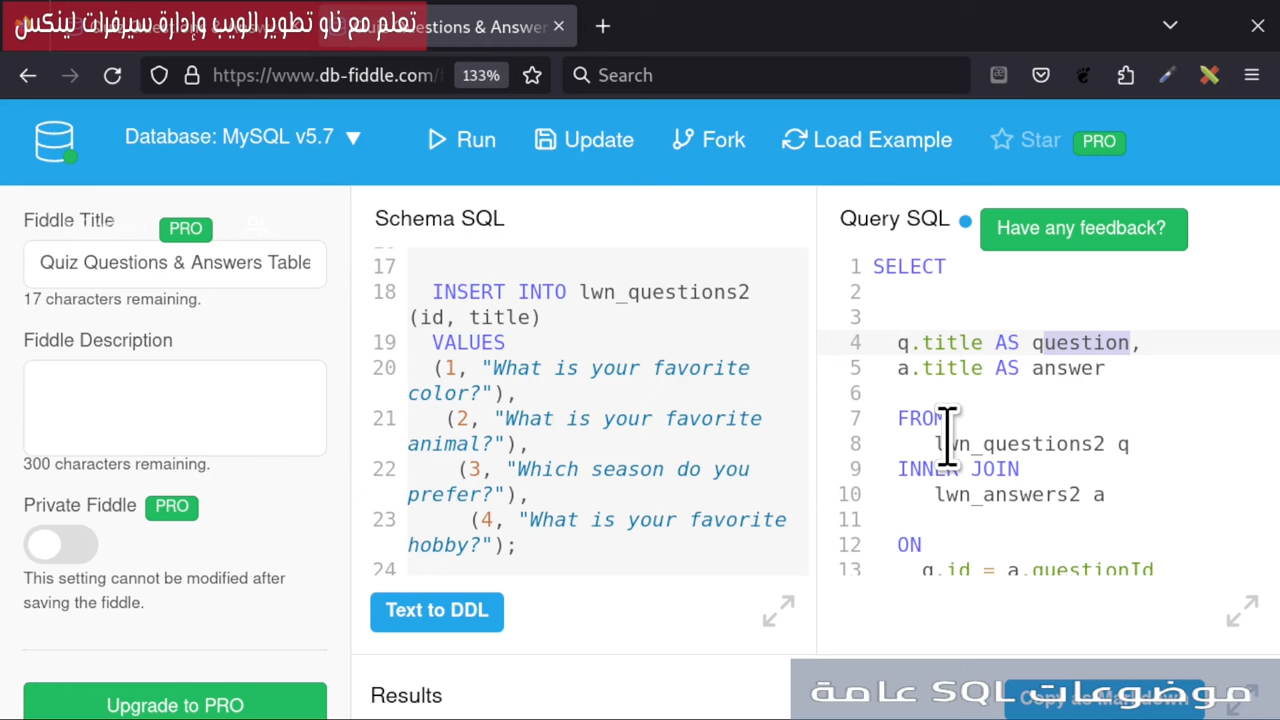 تعلم مع ناو تطوير الويب وإدارة سيرفرات لينكس
Questions & Answer
https://www.db-fiddle.com/
133%
Search
Database: MySQL v5.7
Run
Update
Fork
Load Example
Star
PRO
Fiddle Title
PRO
Quiz Questions & Answers Table
17 characters remaining.
Fiddle Description
300 characters remaining.
Private Fiddle
PRO
This setting cannot be modified after
saving the fiddle.
Upgrade to PRO
Schema SQL
17
18 INSERT INTO lwn_questions2
(id, title)
19 VALUES
20 (1, "What is your favorite
color?"),
21 (2, "What is your favorite
animal?"),
22 (3, "Which season do you
prefer?"),
23 (4, "What is your favorite
hobby?");
24
Text to DDL
Query SQL
Have any feedback?
1 SELECT
2
3
4 q.title AS question,
5 a.title AS answer
6
7 FROM
8 lwn_questions2 q
9 INNER JOIN
10 lwn_answers2 a
11
12 ON
13 q.id = a.questionId
Results
Copy as Markdown
موضوعات SQL عامة